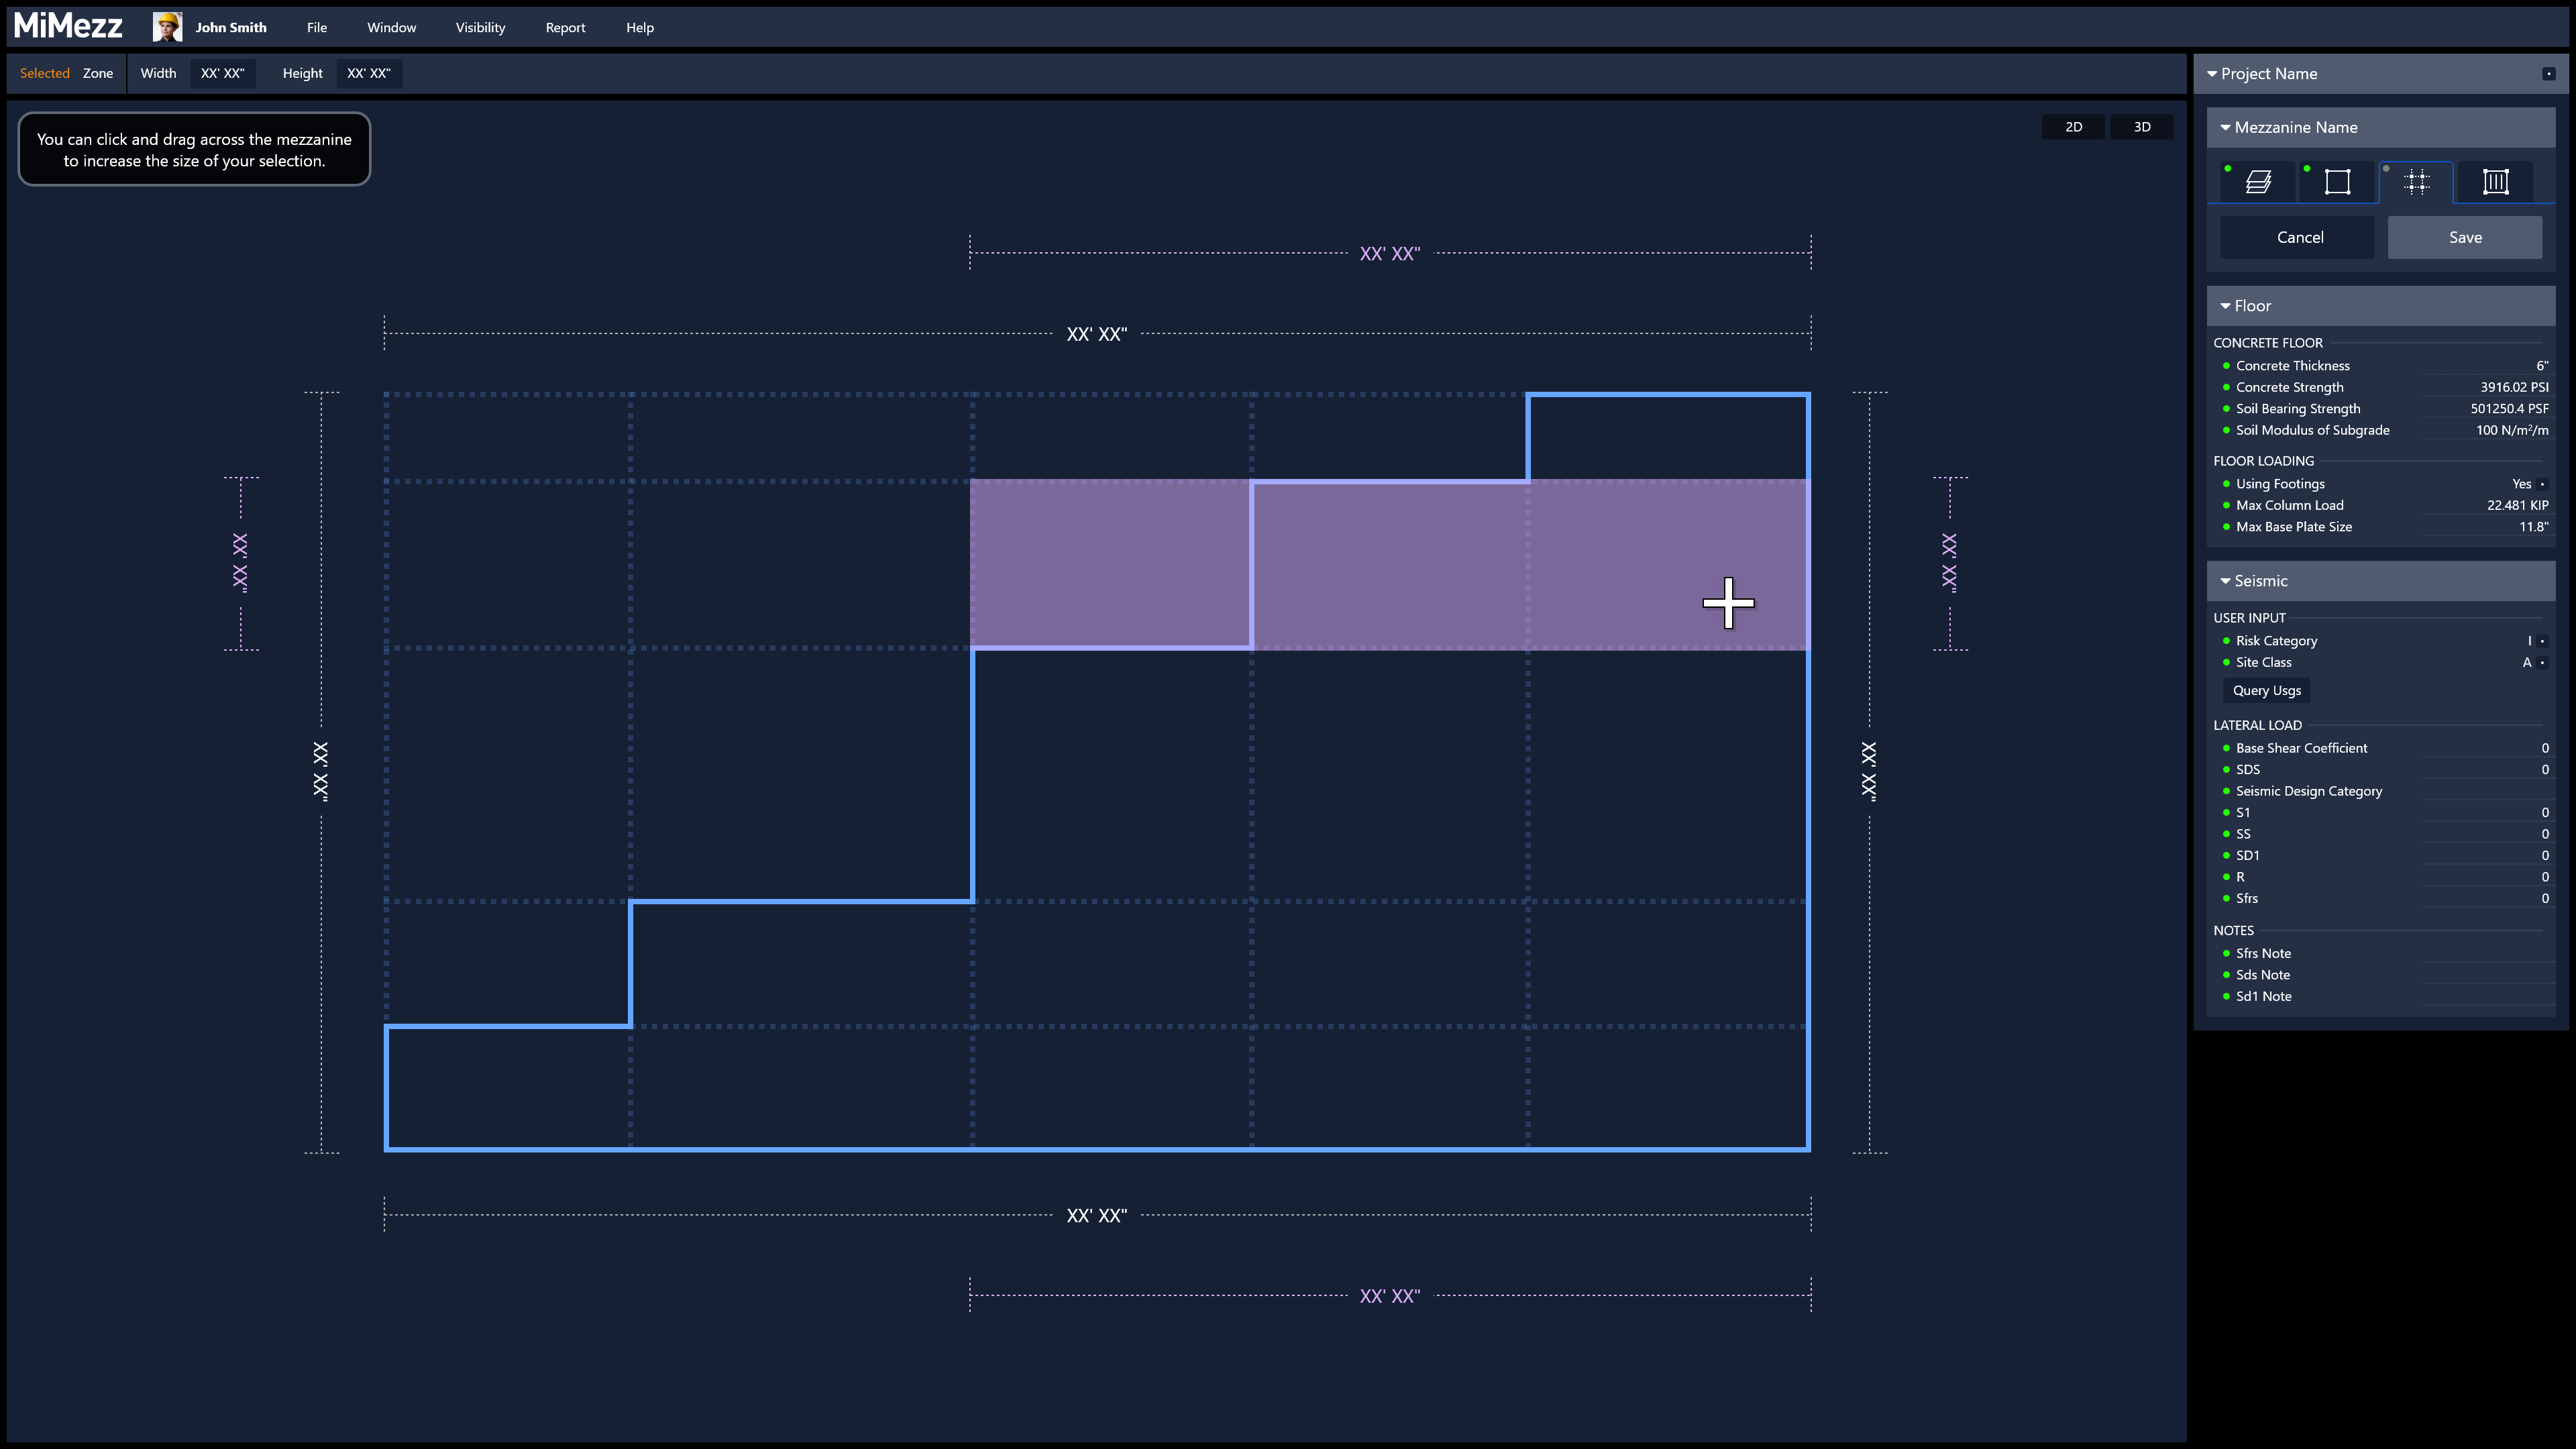 MiMezz John Smith File Window Visibility Report Help
Selected Zone Width XX' XX" Height XX' XX"
You can click and drag across the mezzanine
to increase the size of your selection.
2D 3D
XX' XX"
XX' XX"
XX' XX"
XX' XX"
XX' XX"
XX' XX"
XX' XX"
XX' XX"
Project Name
Mezzanine Name
Cancel Save
Floor
CONCRETE FLOOR
Concrete Thickness 6"
Concrete Strength 3916.02 PSI
Soil Bearing Strength 501250.4 PSF
Soil Modulus of Subgrade 100 N/m²/m
FLOOR LOADING
Using Footings Yes
Max Column Load 22.481 KIP
Max Base Plate Size 11.8"
Seismic
USER INPUT
Risk Category I
Site Class A
Query Usgs
LATERAL LOAD
Base Shear Coefficient 0
SDS 0
Seismic Design Category
S1 0
SS 0
SD1 0
R 0
Sfrs 0
NOTES
Sfrs Note
Sds Note
Sd1 Note